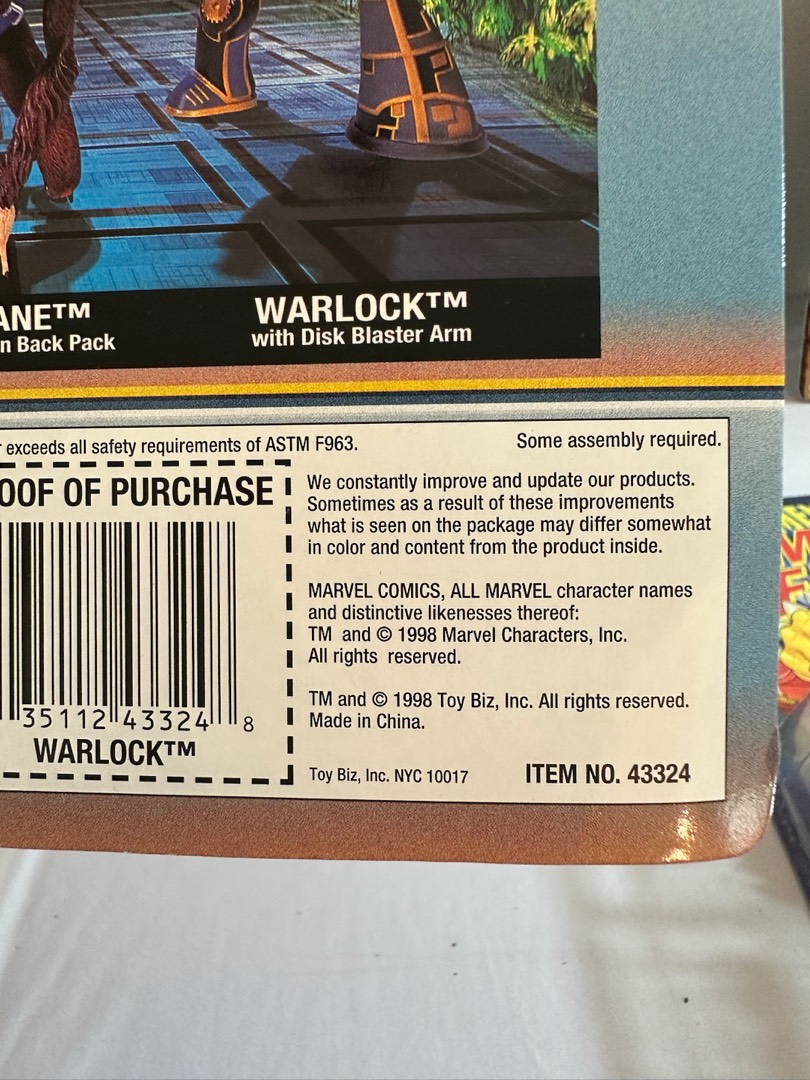 ANE™
n Back Pack
WARLOCK™
with Disk Blaster Arm
exceeds all safety requirements of ASTM F963.
Some assembly required.
OOF OF PURCHASE
35112 43324 8
WARLOCK™
We constantly improve and update our products.
Sometimes as a result of these improvements
what is seen on the package may differ somewhat
in color and content from the product inside.
MARVEL COMICS, ALL MARVEL character names
and distinctive likenesses thereof:
TM and © 1998 Marvel Characters, Inc.
All rights reserved.
TM and © 1998 Toy Biz, Inc. All rights reserved.
Made in China.
Toy Biz, Inc. NYC 10017
ITEM NO. 43324